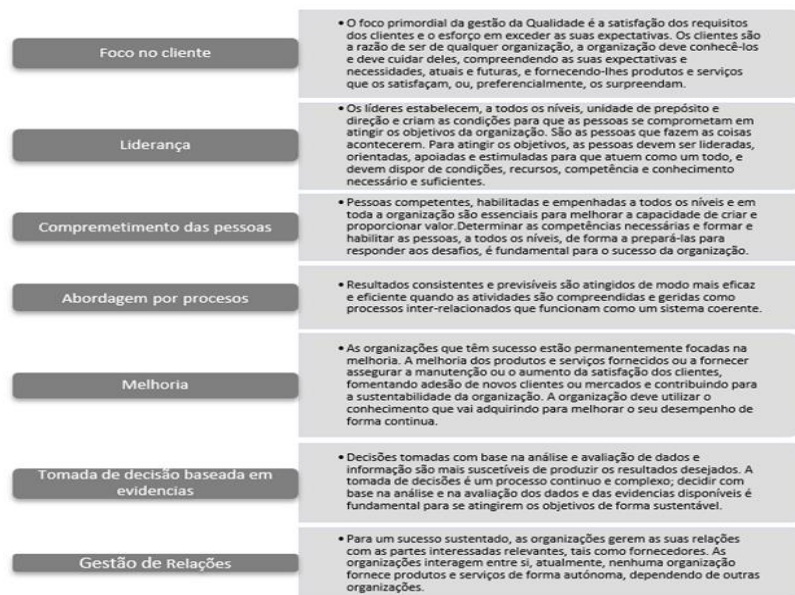 Foco no cliente
• O foco primordial da gestão da Qualidade é a satisfação dos requisitos
dos clientes e o esforço em exceder as suas expectativas. Os clientes são
a razão de ser de qualquer organização, a organização deve conhecê-los
e deve cuidar deles, compreendendo as suas expectativas e
necessidades, atuais e futuras, e fornecendo-lhes produtos e serviços
que os satisfaçam, ou, preferencialmente, os surpreendam.
Liderança
• Os líderes estabelecem, a todos os níveis, unidade de prepósito e
direção e criam as condições para que as pessoas se comprometam em
atingir os objetivos da organização. São as pessoas que fazem as coisas
acontecerem. Para atingir os objetivos, as pessoas devem ser lideradas,
orientadas, apoiadas e estimuladas para que atuem como um todo, e
devem dispor de condições, recursos, competência e conhecimento
necessário e suficientes.
Compremetimento das pessoas
• Pessoas competentes, habilitadas e empenhadas a todos os níveis e em
toda a organização são essenciais para melhorar a capacidade de criar e
proporcionar valor.Determinar as competências necessárias e formar e
habilitar as pessoas, a todos os níveis, de forma a prepará-las para
responder aos desafios, é fundamental para o sucesso da organização.
Abordagem por procesos
• Resultados consistentes e previsíveis são atingidos de modo mais eficaz
e eficiente quando as atividades são compreendidas e geridas como
processos inter-relacionados que funcionam como um sistema coerente.
Melhoria
• As organizações que têm sucesso estão permanentemente focadas na
melhoria. A melhoria dos produtos e serviços fornecidos ou a fornecer
assegurar a manutenção ou o aumento da satisfação dos clientes,
fomentando adesão de novos clientes ou mercados e contribuindo para
a sustentabilidade da organização. A organização deve utilizar o
conhecimento que vai adquirindo para melhorar o seu desempenho de
forma continua.
Tomada de decisão baseada em
evidencias
• Decisões tomadas com base na análise e avaliação de dados e
informação são mais suscetíveis de produzir os resultados desejados. A
tomada de decisões é um processo continuo e complexo; decidir com
base na análise e na avaliação dos dados e das evidencias disponíveis é
fundamental para se atingirem os objetivos de forma sustentável.
Gestão de Relações
• Para um sucesso sustentado, as organizações gerem as suas relações
com as partes interessadas relevantes, tais como fornecedores. As
organizações interagem entre si, atualmente, nenhuma organização
fornece produtos e serviços de forma autónoma, dependendo de outras
organizações.